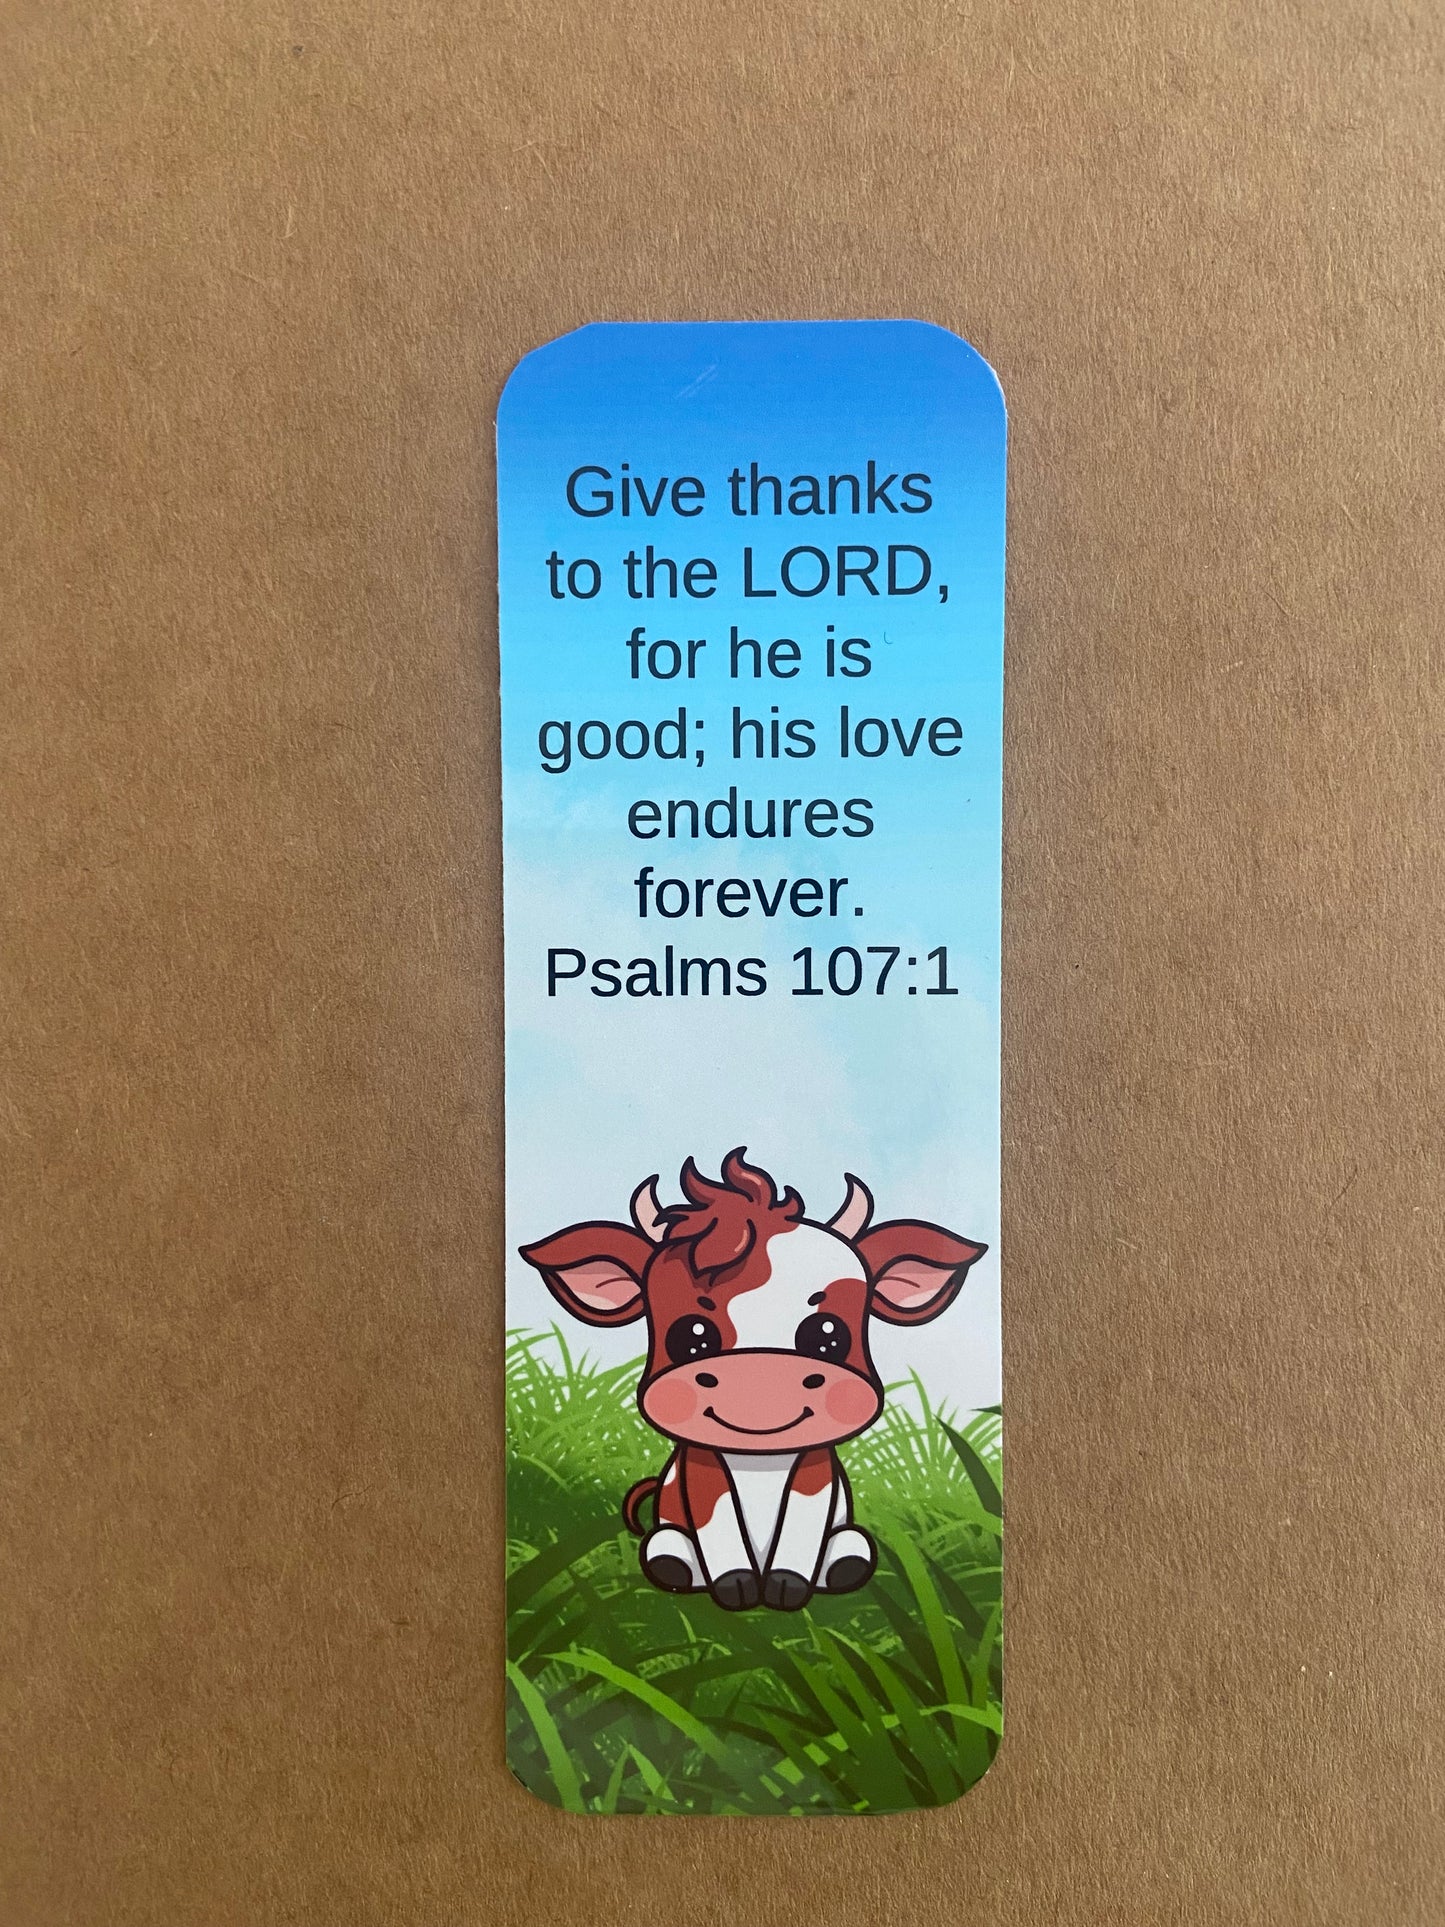 Give thanks
to the LORD,
for he is
good; his love
endures
forever.
Psalms 107:1